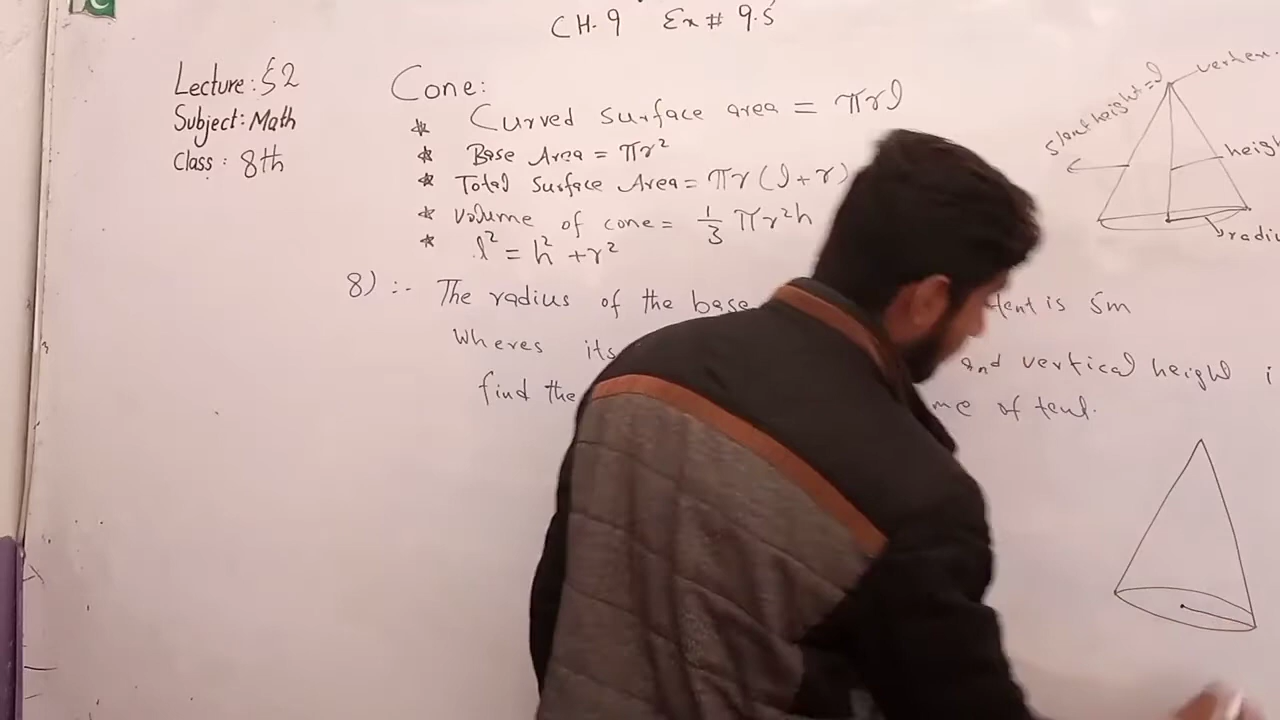 CH.9 Ex # 9.5
Lecture: 52
Subject: Math
Class: 8th
Cone:
* Curved surface area = πrl
* Base Area = πr²
* Total Surface Area = πr(l+r)
* volume of cone = 1/3 πr²h
* l² = h² + r²
slant height = l
vertex.
heigh
radiu
8) :- The radius of the base tent is 5m
Wheres its and vertical height i
find the me of tent.